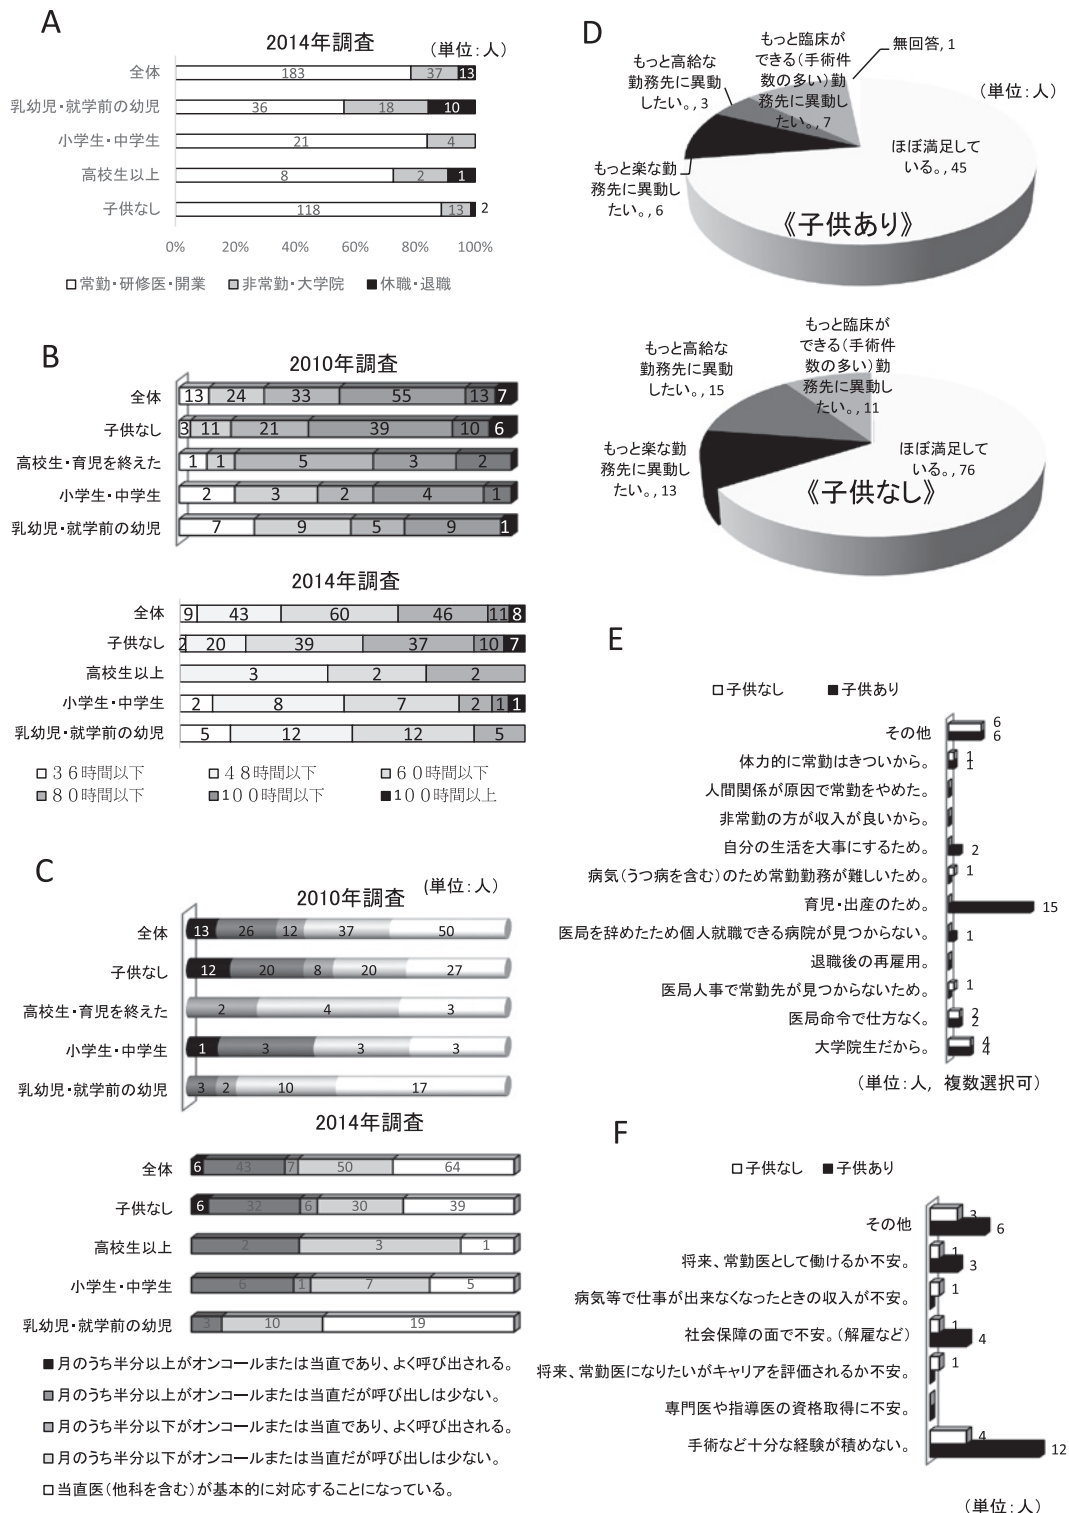 A
2014年調査
(単位:人)
全体
183
37
13
乳幼児・就学前の幼児
36
18
10
小学生・中学生
21
4
高校生以上
8
2
1
子供なし
118
13
2
0%
20%
40%
60%
80%
100%
常勤・研修医・開業
非常勤・大学院
休職・退職
B
2010年調査
全体
13
24
33
55
13
7
子供なし
3
11
21
39
10
6
高校生・育児を終えた
1
1
5
3
2
小学生・中学生
2
3
2
4
1
乳幼児・就学前の幼児
7
9
5
9
1
2014年調査
全体
9
43
60
46
11
8
子供なし
2
20
39
37
10
7
高校生以上
3
2
2
小学生・中学生
2
8
7
2
1
1
乳幼児・就学前の幼児
5
12
12
5
36時間以下
48時間以下
60時間以下
80時間以下
100時間以下
100時間以上
C
2010年調査
(単位:人)
全体
13
26
12
37
50
子供なし
12
20
8
20
27
高校生・育児を終えた
2
4
3
小学生・中学生
1
3
3
3
乳幼児・就学前の幼児
3
2
10
17
2014年調査
全体
6
43
7
50
64
子供なし
6
32
6
30
39
高校生以上
2
3
1
小学生・中学生
6
1
7
5
乳幼児・就学前の幼児
3
10
19
月のうち半分以上がオンコールまたは当直であり、よく呼び出される。
月のうち半分以上がオンコールまたは当直だが呼び出しは少ない。
月のうち半分以下がオンコールまたは当直であり、よく呼び出される。
月のうち半分以下がオンコールまたは当直だが呼び出しは少ない。
当直医(他科を含む)が基本的に対応することになっている。
D
もっと臨床が
できる(手術件
数の多い)勤
務先に異動し
たい。, 7
無回答, 1
(単位:人)
もっと高給な
勤務先に異動
したい。, 3
もっと楽な勤
務先に異動し
たい。, 6
ほぼ満足して
いる。, 45
《子供あり》
もっと臨床が
できる(手術件
数の多い)勤
務先に異動し
たい。, 11
もっと高給な
勤務先に異動
したい。, 15
もっと楽な勤
務先に異動し
たい。, 13
ほぼ満足して
いる。, 76
《子供なし》
E
子供なし
子供あり
その他
6
6
体力的に常勤はきついから。
1
1
人間関係が原因で常勤をやめた。
非常勤の方が収入が良いから。
自分の生活を大事にするため。
2
病気(うつ病を含む)のため常勤勤務が難しいため。
1
育児・出産のため。
15
医局を辞めたため個人就職できる病院が見つからない。
1
退職後の再雇用。
医局人事で常勤先が見つからないため。
1
医局命令で仕方なく。
2
2
大学院生だから。
4
4
(単位:人, 複数選択可)
F
子供なし
子供あり
その他
3
6
将来、常勤医として働けるか不安。
1
3
病気等で仕事が出来なくなったときの収入が不安。
1
社会保障の面で不安。(解雇など)
1
4
将来、常勤医になりたいがキャリアを評価されるか不安。
1
専門医や指導医の資格取得に不安。
手術など十分な経験が積めない。
4
12
(単位:人)